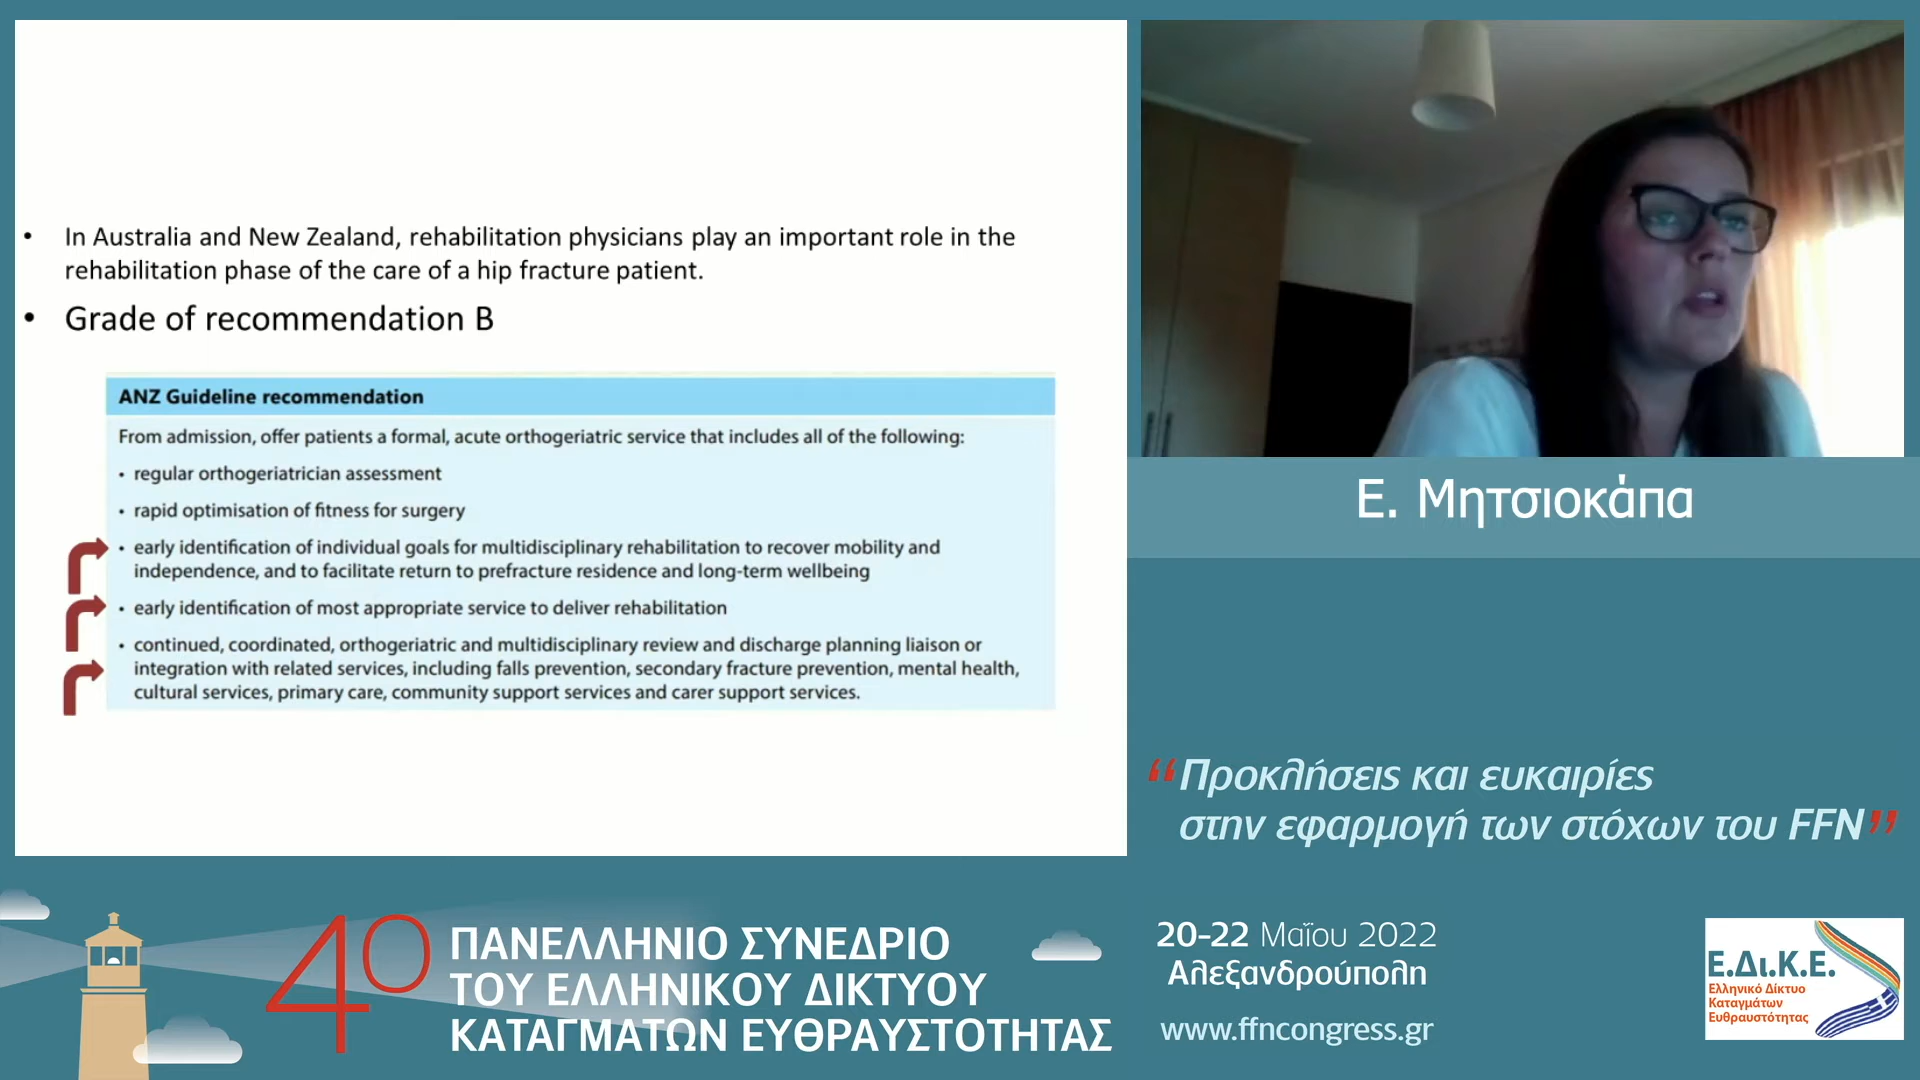 • In Australia and New Zealand, rehabilitation physicians play an important role in the
rehabilitation phase of the care of a hip fracture patient.
• Grade of recommendation B
ANZ Guideline recommendation
From admission, offer patients a formal, acute orthogeriatric service that includes all of the following:
• regular orthogeriatrician assessment
• rapid optimisation of fitness for surgery
• early identification of individual goals for multidisciplinary rehabilitation to recover mobility and
independence, and to facilitate return to prefracture residence and long-term wellbeing
• early identification of most appropriate service to deliver rehabilitation
• continued, coordinated, orthogeriatric and multidisciplinary review and discharge planning liaison or
integration with related services, including falls prevention, secondary fracture prevention, mental health,
cultural services, primary care, community support services and carer support services.
Ε. Μητσιοκάπα
“Προκλήσεις και ευκαιρίες
στην εφαρμογή των στόχων του FFN”
4ο
ΠΑΝΕΛΛΗΝΙΟ ΣΥΝΕΔΡΙΟ
ΤΟΥ ΕΛΛΗΝΙΚΟΥ ΔΙΚΤΥΟΥ
ΚΑΤΑΓΜΑΤΩΝ ΕΥΘΡΑΥΣΤΟΤΗΤΑΣ
20-22 Μαΐου 2022
Αλεξανδρούπολη
www.ffncongress.gr
Ε.Δι.Κ.Ε.
Ελληνικό Δίκτυο
Καταγμάτων
Ευθραυστότητας